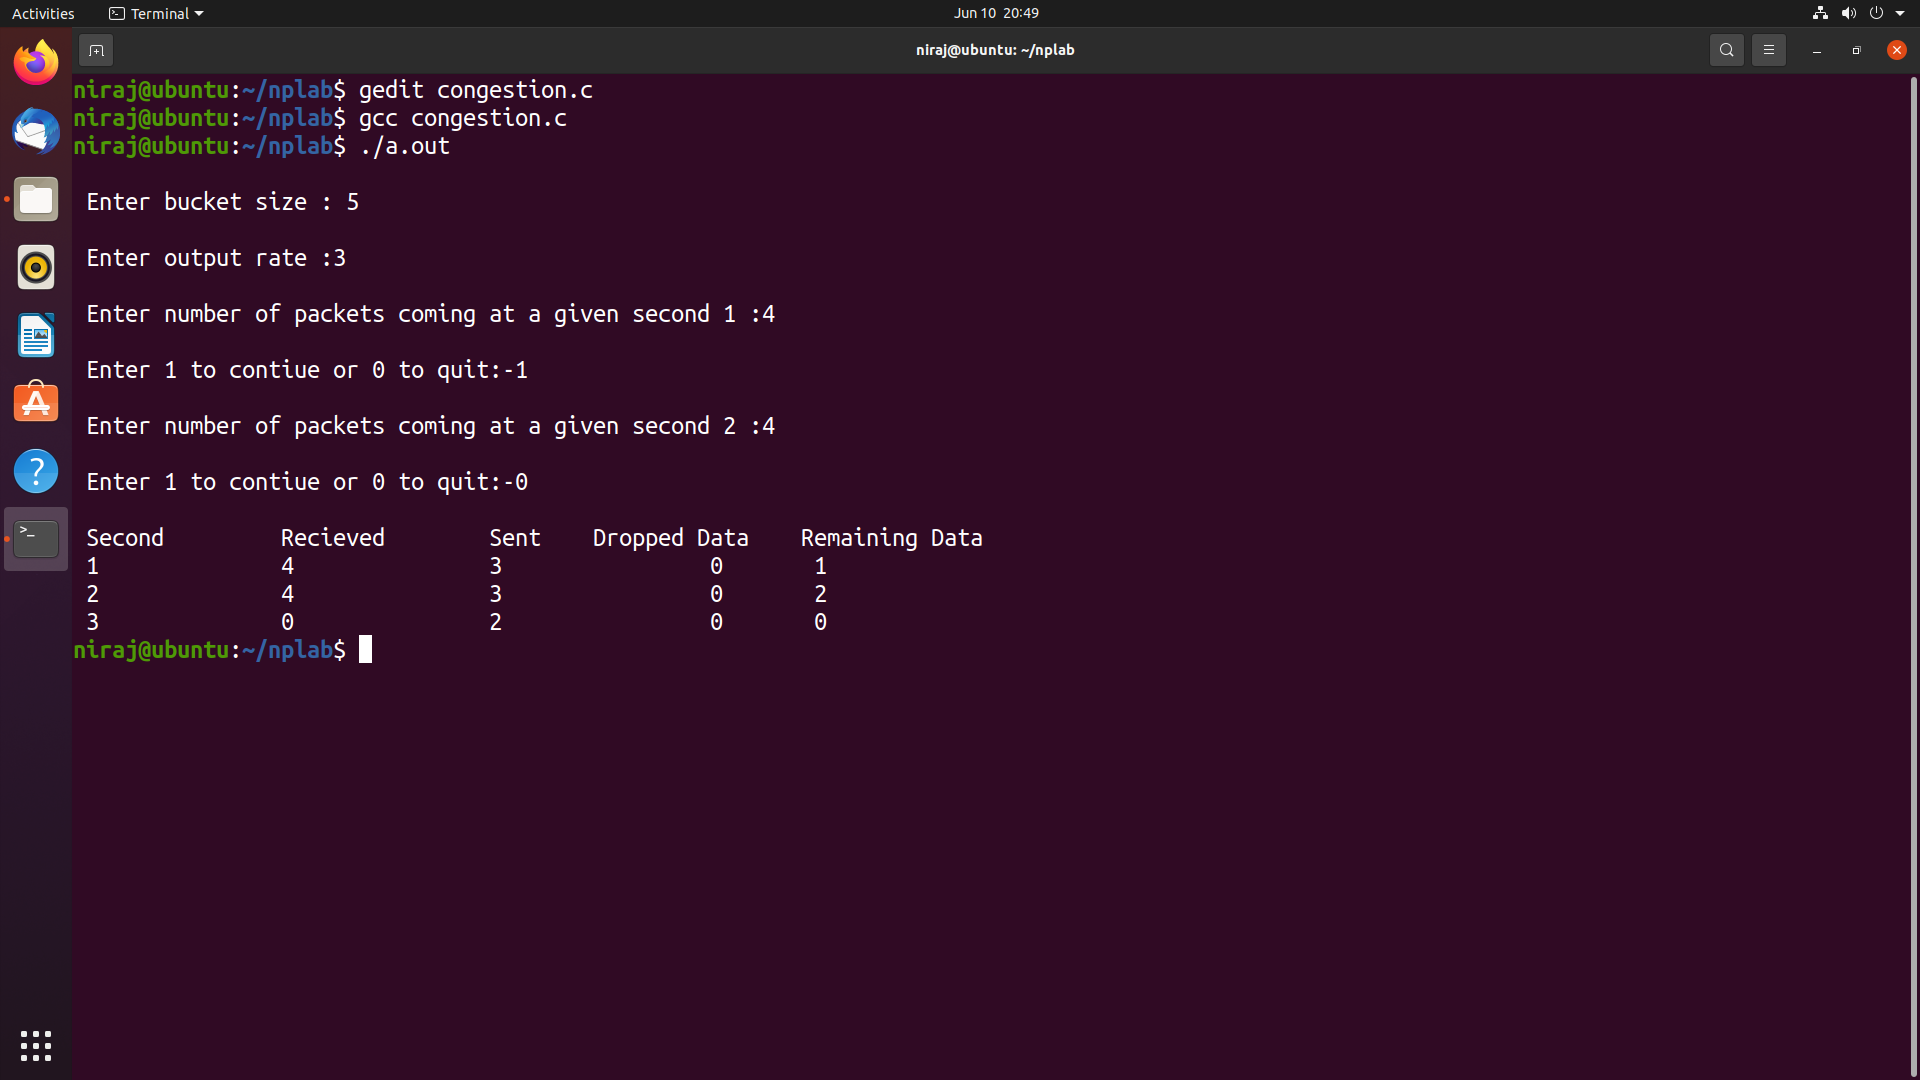 Activities Terminal Jun 10 20:49
niraj@ubuntu: ~/nplab
niraj@ubuntu:~/nplab$ gedit congestion.c
niraj@ubuntu:~/nplab$ gcc congestion.c
niraj@ubuntu:~/nplab$ ./a.out
Enter bucket size : 5
Enter output rate :3
Enter number of packets coming at a given second 1 :4
Enter 1 to contiue or 0 to quit:-1
Enter number of packets coming at a given second 2 :4
Enter 1 to contiue or 0 to quit:-0
Second Recieved Sent Dropped Data Remaining Data
1 4 3 0 1
2 4 3 0 2
3 0 2 0 0
niraj@ubuntu:~/nplab$